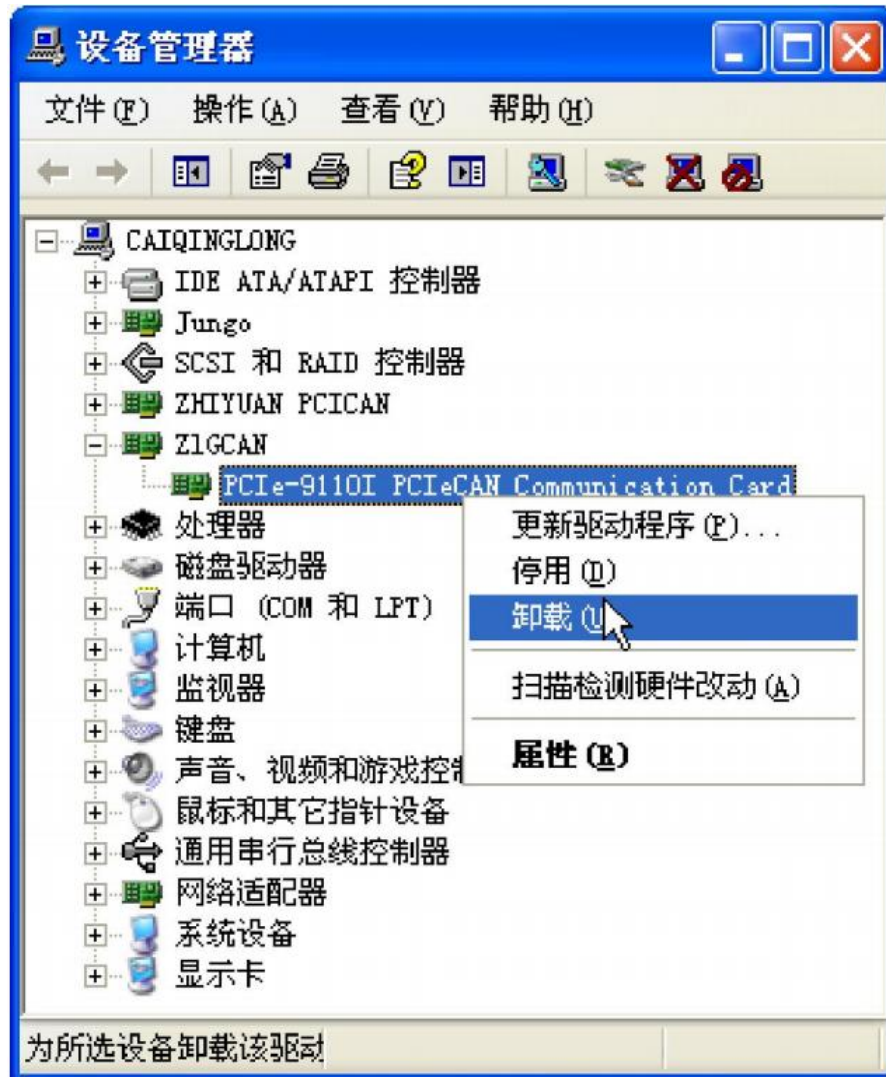 设备管理器
文件(F) 操作(A) 查看(V) 帮助(H)
CAIQINGLONG
IDE ATA/ATAPI 控制器
Jungo
SCSI 和 RAID 控制器
ZHIYUAN PCICAN
ZlGCAN
PCIe-9110I PCIeCAN Communication Card
处理器
磁盘驱动器
端口 (COM 和 LPT)
计算机
监视器
键盘
声音、视频和游戏控制
鼠标和其它指针设备
通用串行总线控制器
网络适配器
系统设备
显示卡
更新驱动程序(P)...
停用(D)
卸载(U)
扫描检测硬件改动(A)
属性(R)
为所选设备卸载该驱动